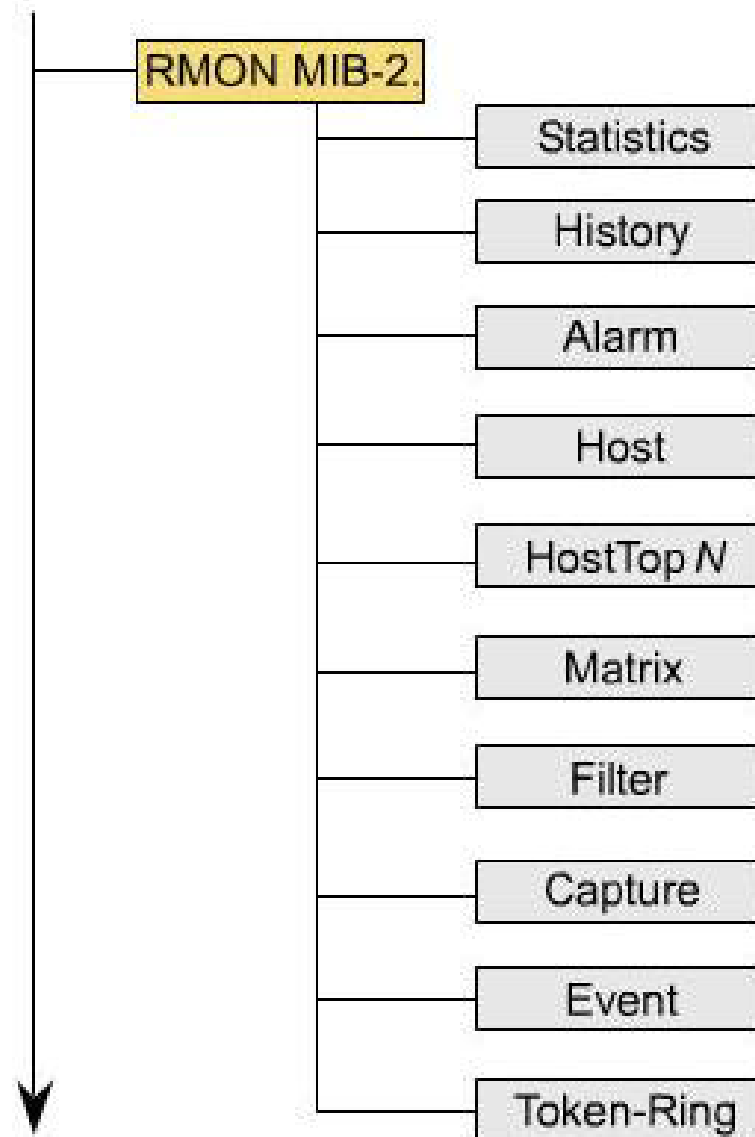 RMON MIB-2.
Statistics
History
Alarm
Host
HostTop N
Matrix
Filter
Capture
Event
Token-Ring